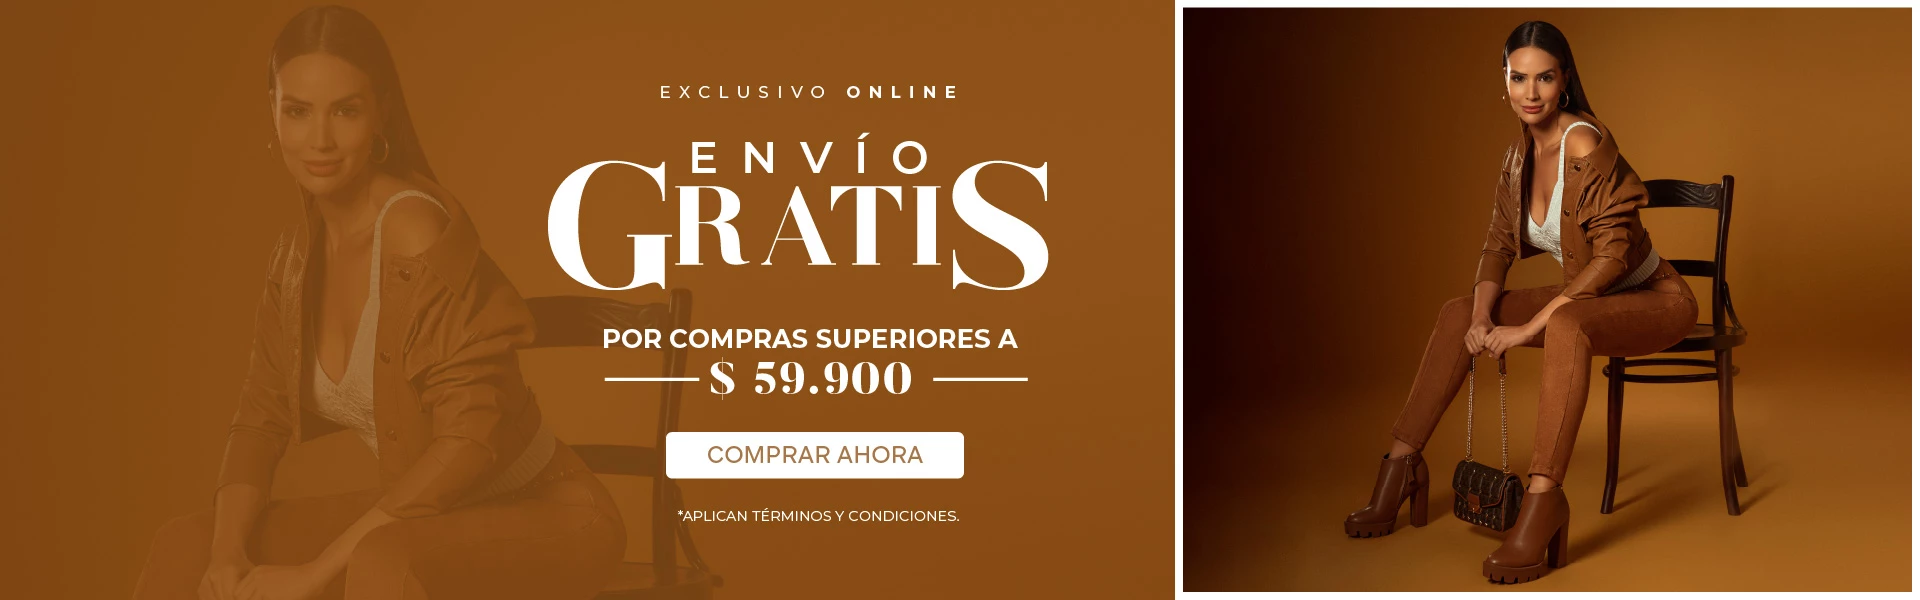 EXCLUSIVO ONLINE
ENVÍO
GRATIS
POR COMPRAS SUPERIORES A
$ 59.900
COMPRAR AHORA
*APLICAN TÉRMINOS Y CONDICIONES.